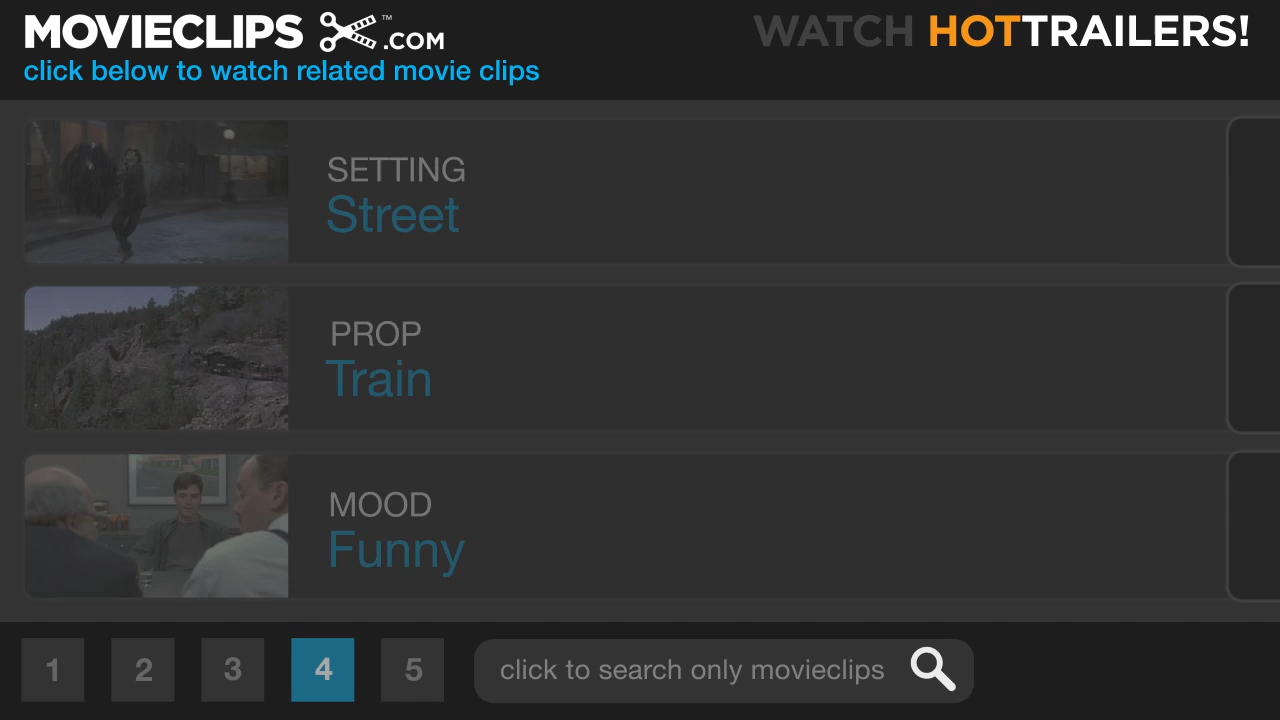 MOVIECLIPS ™ .COM
WATCH HOTTRAILERS!
click below to watch related movie clips
SETTING
Street
PROP
Train
MOOD
Funny
1 2 3 4 5 click to search only movieclips